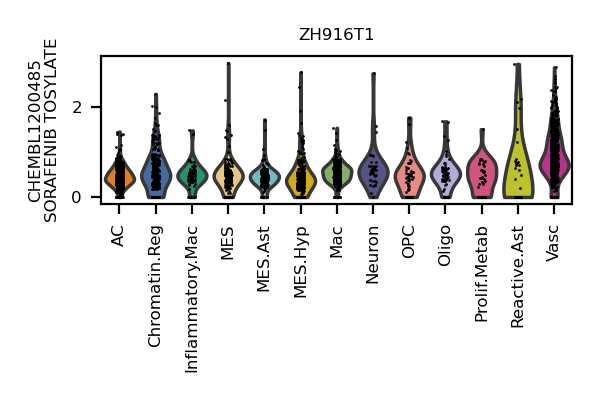 ZH916T1
CHEMBL1200485
SORAFENIB TOSYLATE
2
0
AC
Chromatin.Reg
Inflammatory.Mac
MES
MES.Ast
MES.Hyp
Mac
Neuron
OPC
Oligo
Prolif.Metab
Reactive.Ast
Vasc